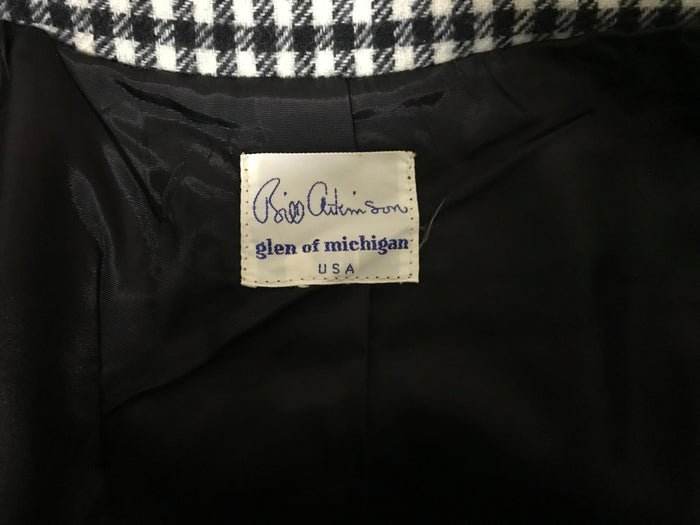 Bill Atkinson
glen of michigan
USA